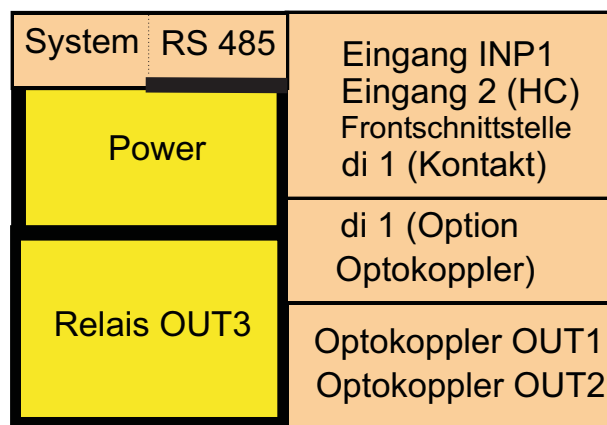 System RS 485
Power
Relais OUT3
Eingang INP1
Eingang 2 (HC)
Frontschnittstelle
di 1 (Kontakt)
di 1 (Option
Optokoppler)
Optokoppler OUT1
Optokoppler OUT2